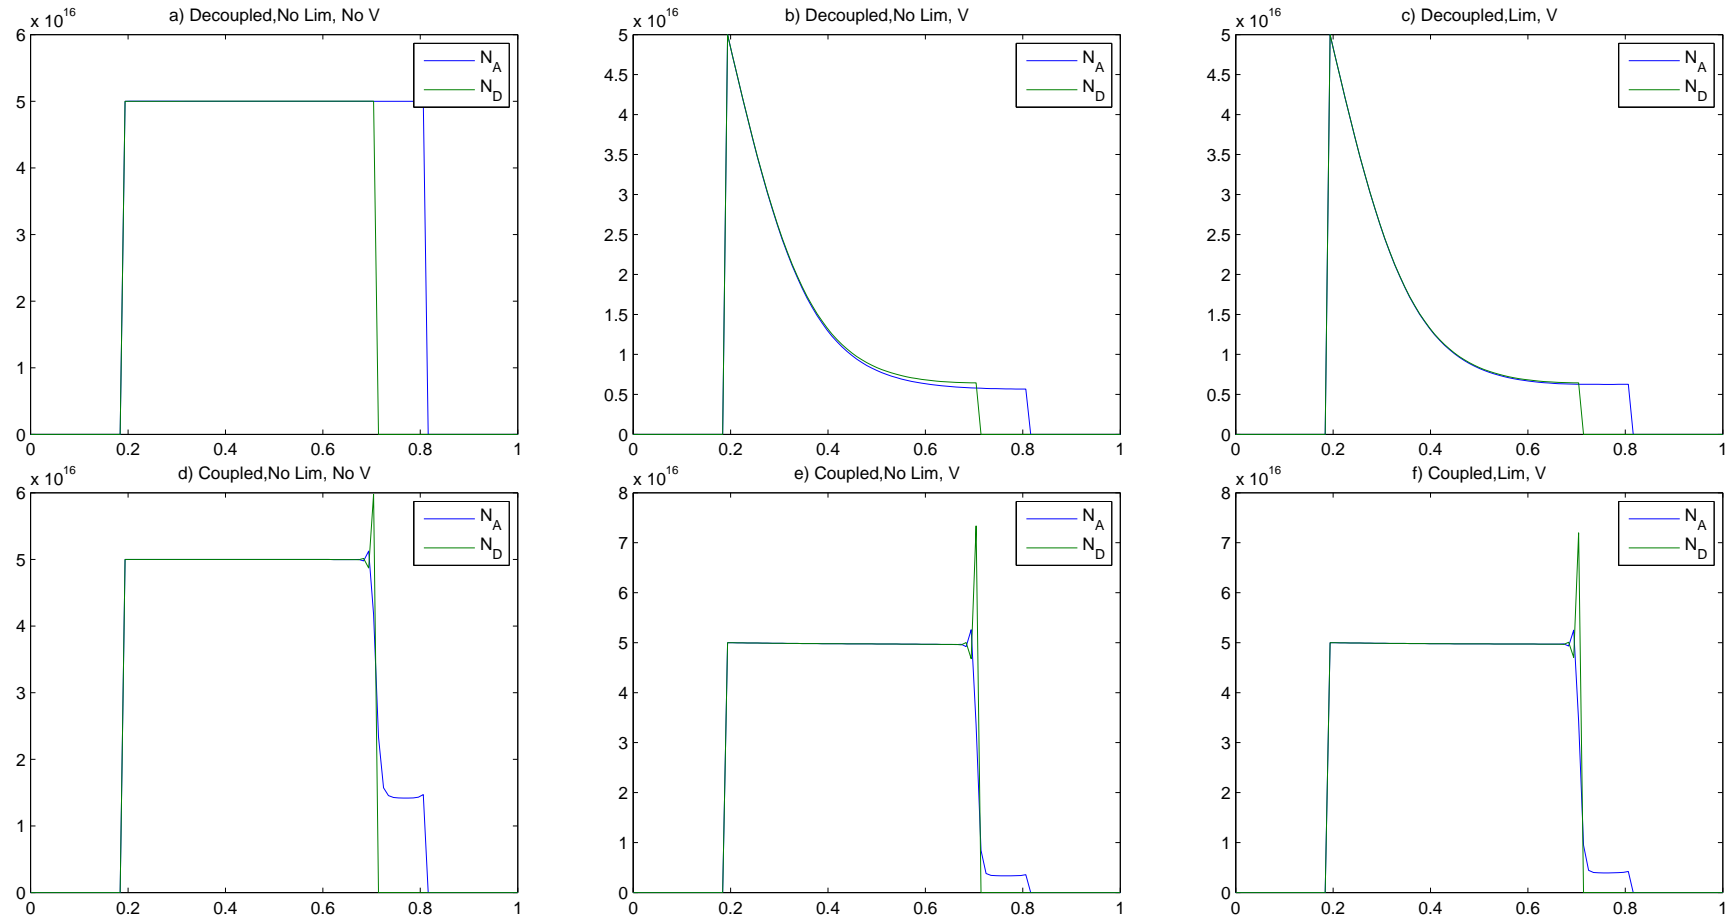 a) Decoupled,No Lim, No V
x 10^16
6
5
4
3
2
1
0
0 0.2 0.4 0.6 0.8 1
N_A
N_D
b) Decoupled,No Lim, V
x 10^16
5
4.5
4
3.5
3
2.5
2
1.5
1
0.5
0
0 0.2 0.4 0.6 0.8 1
N_A
N_D
c) Decoupled,Lim, V
x 10^16
5
4.5
4
3.5
3
2.5
2
1.5
1
0.5
0
0 0.2 0.4 0.6 0.8 1
N_A
N_D
d) Coupled,No Lim, No V
x 10^16
6
5
4
3
2
1
0
0 0.2 0.4 0.6 0.8 1
N_A
N_D
e) Coupled,No Lim, V
x 10^16
8
7
6
5
4
3
2
1
0
0 0.2 0.4 0.6 0.8 1
N_A
N_D
f) Coupled,Lim, V
x 10^16
8
7
6
5
4
3
2
1
0
0 0.2 0.4 0.6 0.8 1
N_A
N_D